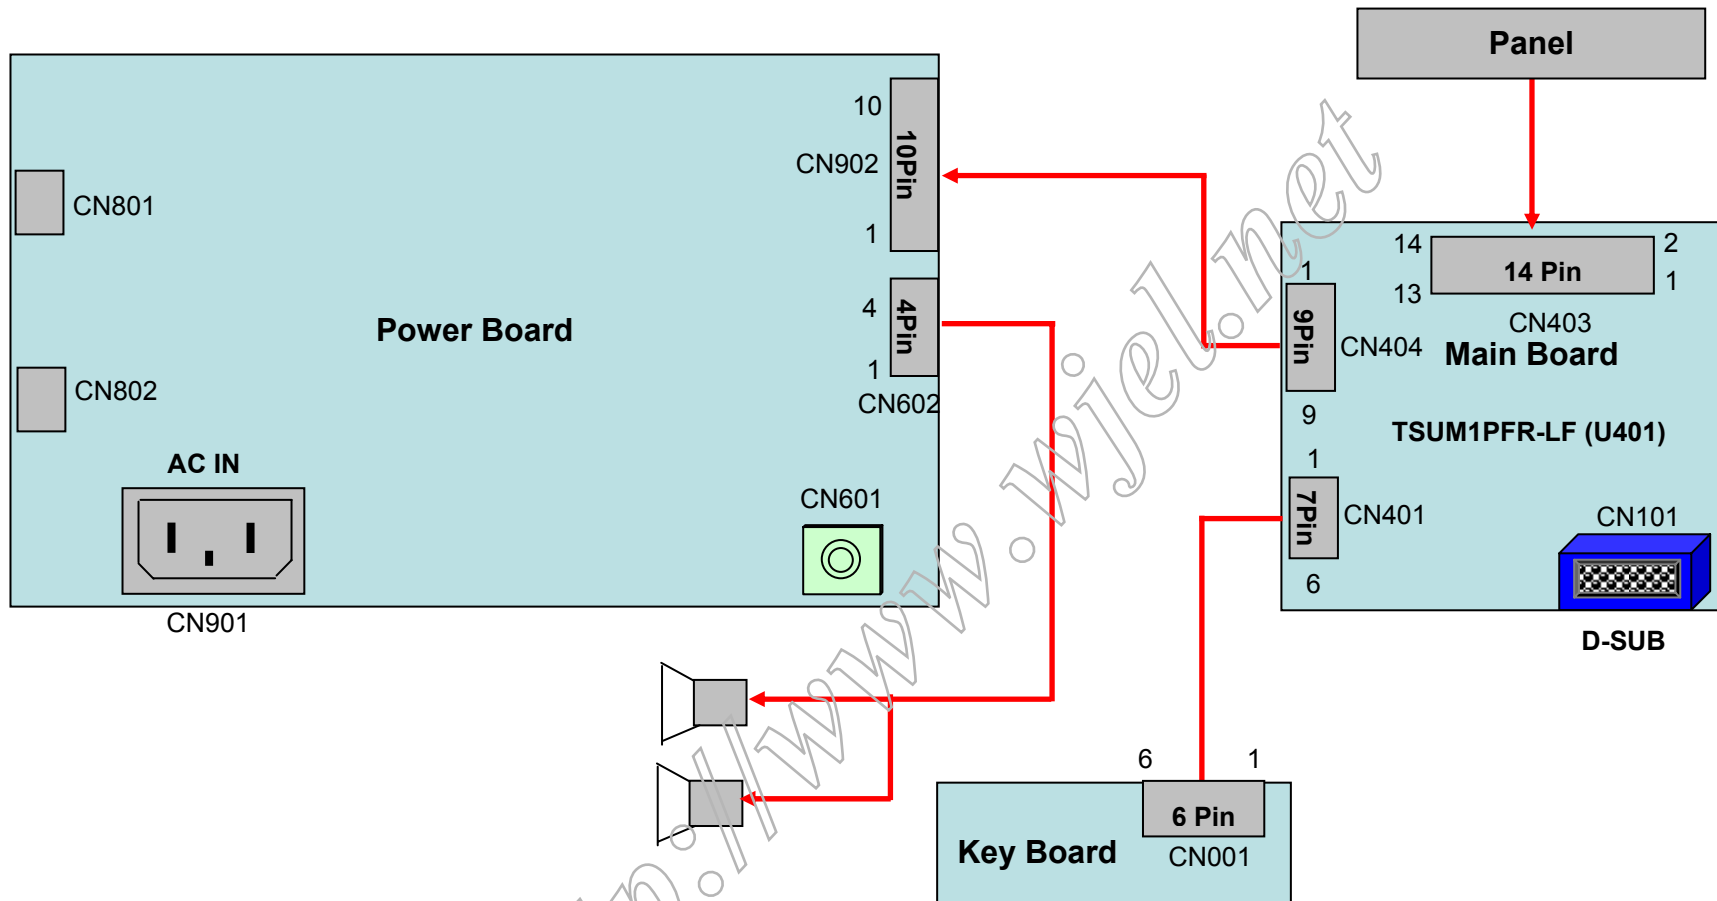 Panel
10
10Pin
CN902
1
CN801
4
4Pin
1
CN602
Power Board
CN802
AC IN
CN901
CN601
14
2
14 Pin
13
1
CN403
1
9Pin
CN404
9
Main Board
TSUM1PFR-LF (U401)
1
7Pin
CN401
6
CN101
D-SUB
6
1
6 Pin
CN001
Key Board
p://www.wjel.net